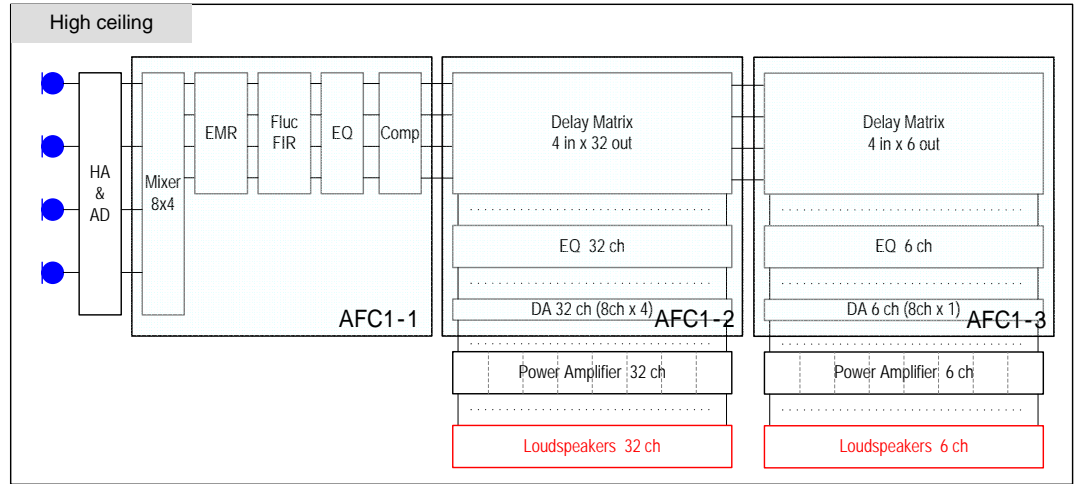 High ceiling
HA
&
AD
Mixer
8x4
EMR
Fluc
FIR
EQ
Comp
AFC1-1
Delay Matrix
4 in x 32 out
EQ 32 ch
DA 32 ch (8ch x 4)
AFC1-2
Power Amplifier 32 ch
Loudspeakers 32 ch
Delay Matrix
4 in x 6 out
EQ 6 ch
DA 6 ch (8ch x 1)
AFC1-3
Power Amplifier 6 ch
Loudspeakers 6 ch